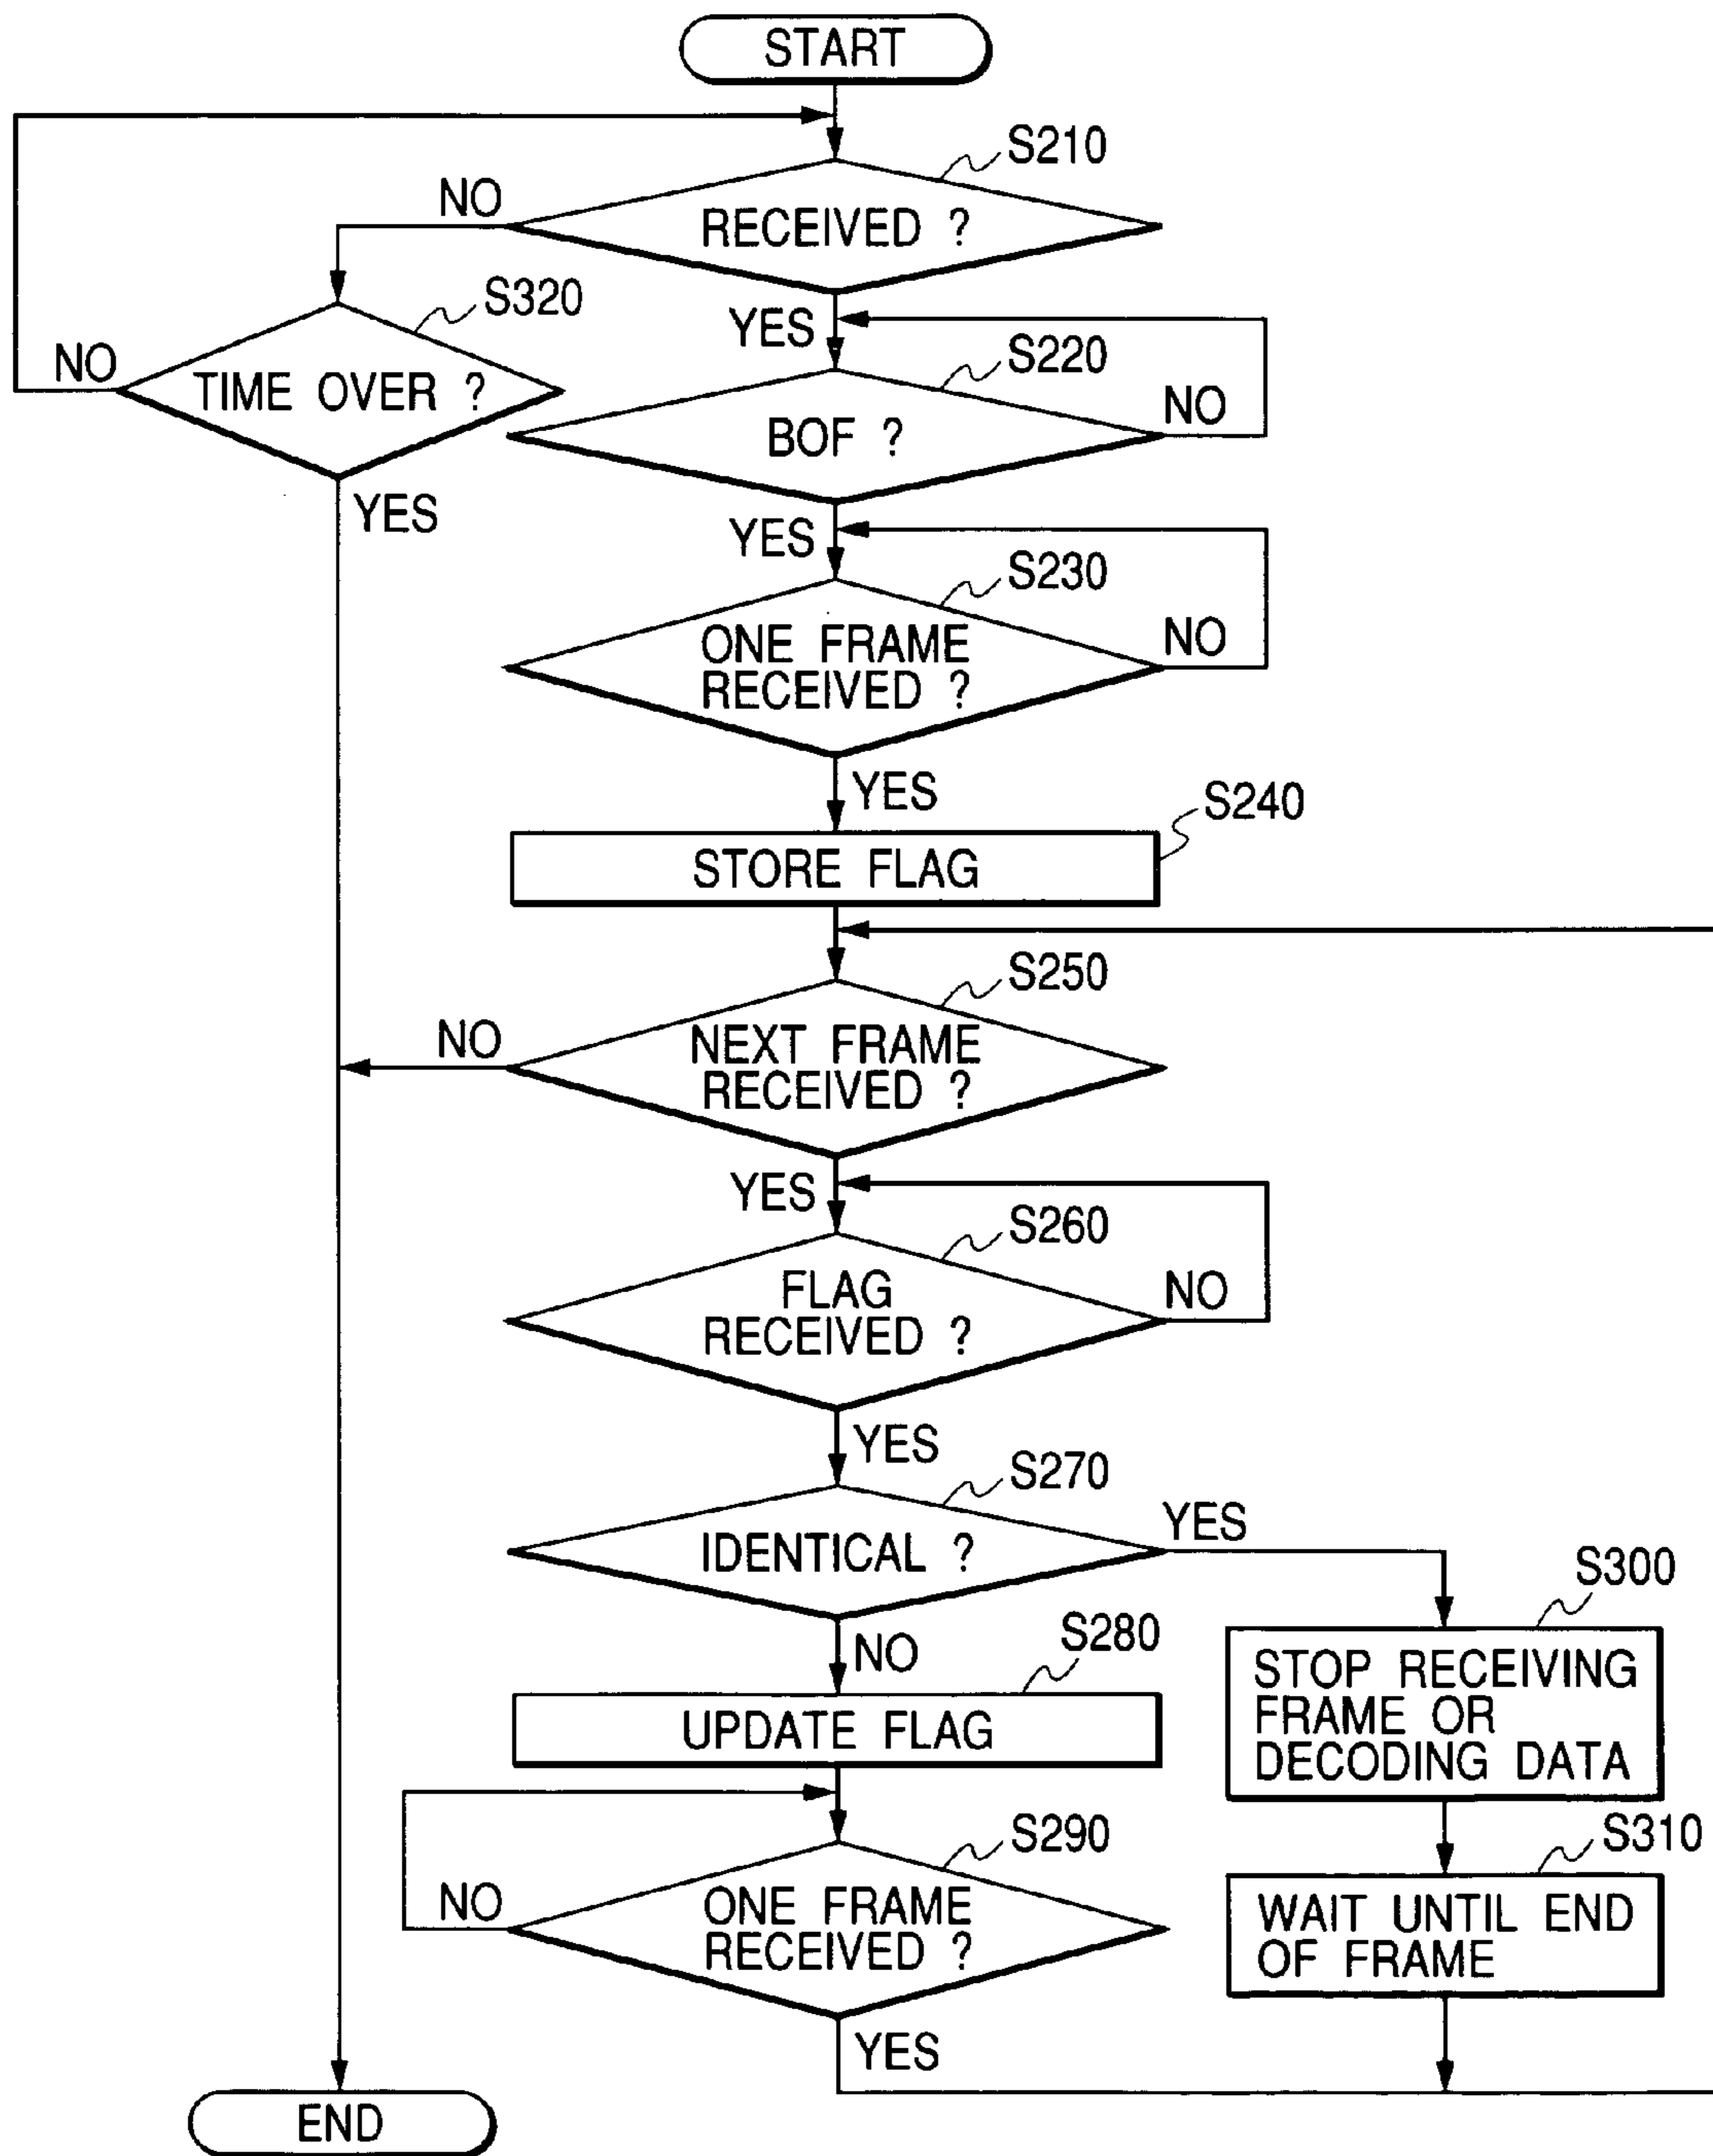 START
S210
NO
RECEIVED ?
S320
YES
NO
TIME OVER ?
S220
NO
BOF ?
YES
YES
S230
ONE FRAME
RECEIVED ?
NO
YES
S240
STORE FLAG
S250
NO
NEXT FRAME
RECEIVED ?
YES
S260
FLAG
RECEIVED ?
NO
YES
S270
YES
IDENTICAL ?
S300
NO
S280
STOP RECEIVING
FRAME OR
DECODING DATA
UPDATE FLAG
S290
S310
NO
ONE FRAME
RECEIVED ?
WAIT UNTIL END
OF FRAME
YES
END